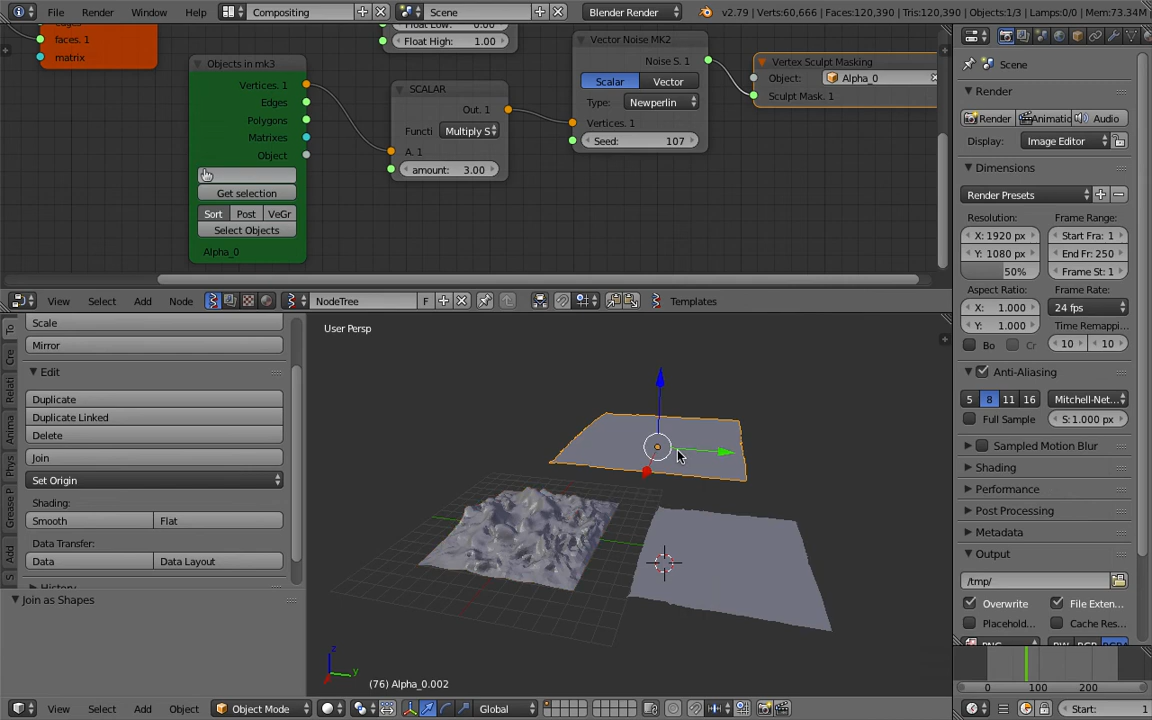 File Render Window Help Compositing Scene Blender Render v2.79 | Verts:60,666 | Faces:120,390 | Tris:120,390 | Objects:1/3 | Lamps:0/0 | Mem:73.34M
faces. 1
matrix
Float High: 1.00
Objects in mk3
Vertices. 1
Edges
Polygons
Matrixes
Object
Get selection
Sort Post VeGr
Select Objects
Alpha_0
SCALAR
Out. 1
Functi Multiply S
A. 1
amount: 3.00
Vector Noise MK2
Noise S. 1
Scalar Vector
Type: Newperlin
Vertices. 1
Seed: 107
Vertex Sculpt Masking
Object: Alpha_0
Sculpt Mask. 1
View Select Add Node NodeTree F Templates
Scale
Mirror
Edit
Duplicate
Duplicate Linked
Delete
Join
Set Origin
Shading:
Smooth Flat
Data Transfer:
Data Data Layout
Join as Shapes
To
Cre
Relati
Anima
Phys
Grease P
Add
S
User Persp
z
y
(76) Alpha_0.002
View Select Add Object Object Mode Global
Scene
Render
Render Animatic Audio
Display: Image Editor
Dimensions
Render Presets
Resolution: Frame Range:
X: 1920 px Start Fra: 1
Y: 1080 px End Fr: 250
50% Frame St: 1
Aspect Ratio: Frame Rate:
X: 1.000 24 fps
Y: 1.000 Time Remappi...
Bo Cr 10 10
Anti-Aliasing
5 8 11 16 Mitchell-Net...
Full Sample S: 1.000 px
Sampled Motion Blur
Shading
Performance
Post Processing
Metadata
Output
/tmp/
Overwrite File Exten...
Placehold... Cache Res...
0 100 200
Start: 1